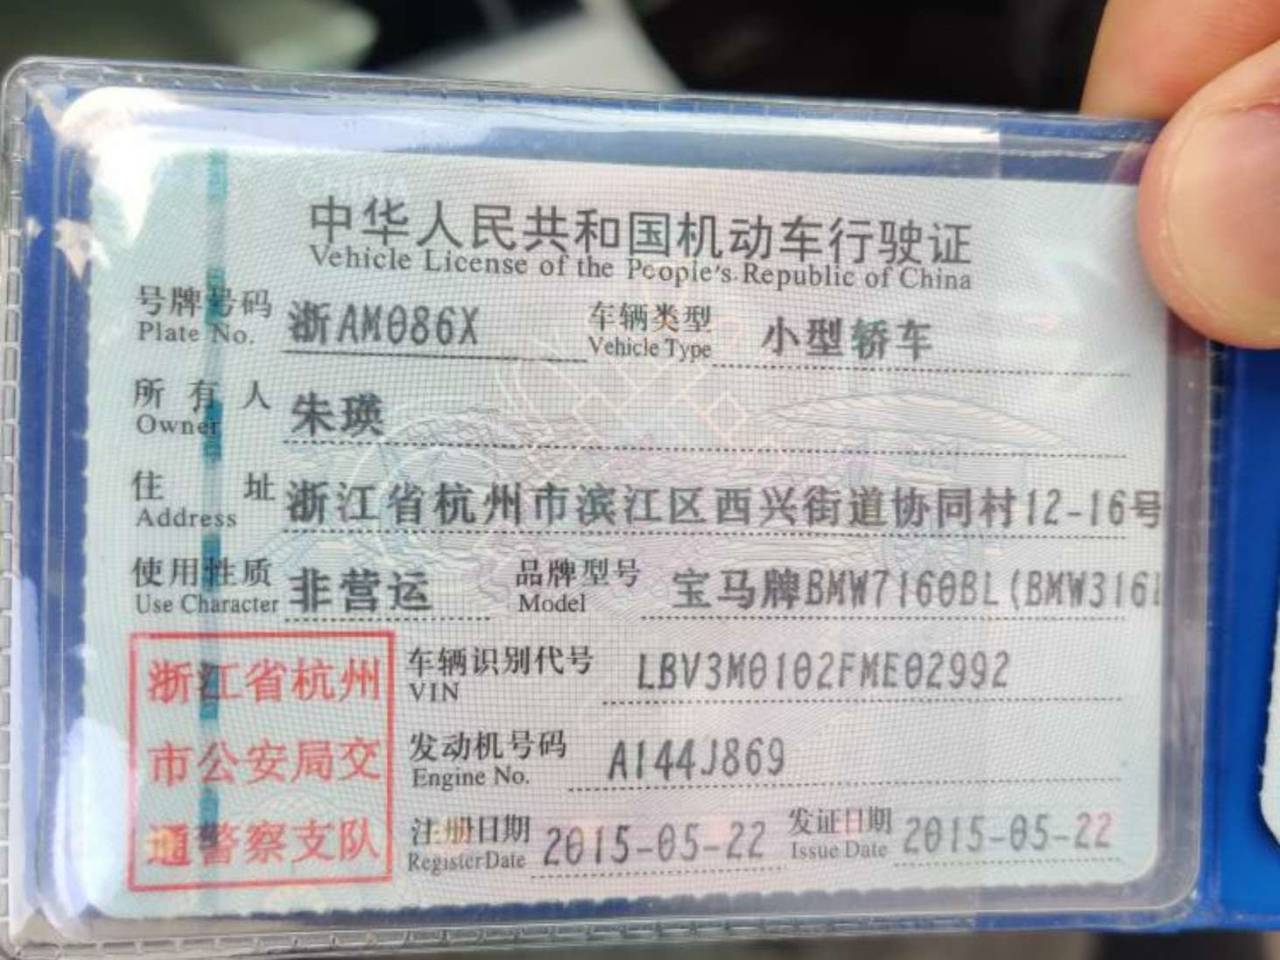 中华人民共和国机动车行驶证
Vehicle License of the People's Republic of China
号牌号码 浙AM086X 车辆类型 小型轿车
Plate No. Vehicle Type
所有人 朱瑛
Owner
住址 浙江省杭州市滨江区西兴街道协同村12-16号
Address
使用性质 非营运 品牌型号 宝马牌BMW7160BL(BMW316
Use Character Model
浙江省杭州
市公安局交
通警察支队
车辆识别代号 LBV3M0102FME02992
VIN
发动机号码 A144J869
Engine No.
注册日期 2015-05-22 发证日期 2015-05-22
Register Date Issue Date